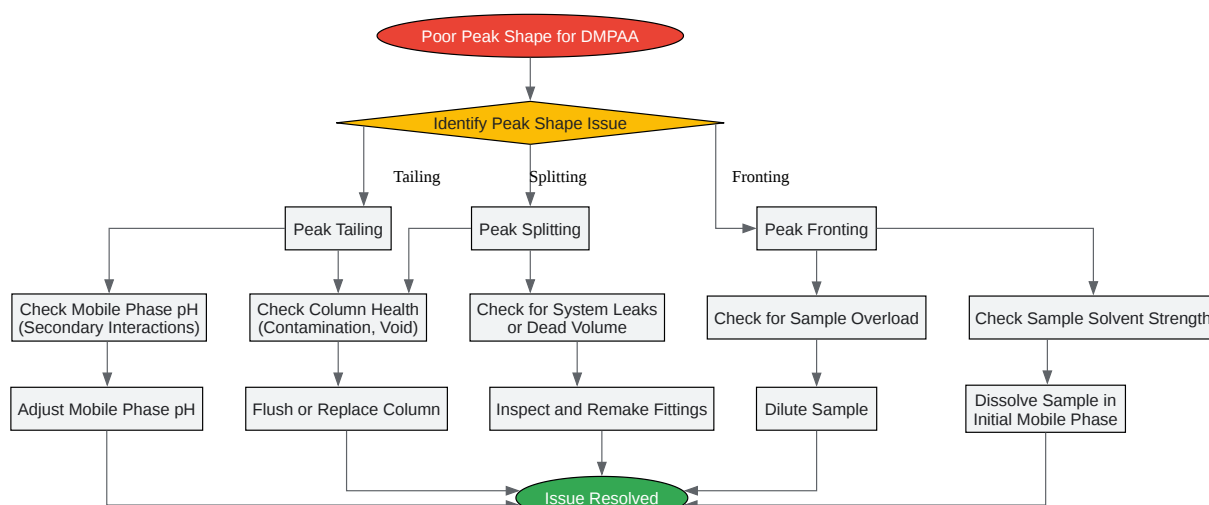 Poor Peak Shape for DMPAA
Identify Peak Shape Issue
Tailing
Splitting
Fronting
Peak Tailing
Peak Splitting
Peak Fronting
Check Mobile Phase pH
(Secondary Interactions)
Check Column Health
(Contamination, Void)
Check for System Leaks
or Dead Volume
Check for Sample Overload
Check Sample Solvent Strength
Adjust Mobile Phase pH
Flush or Replace Column
Inspect and Remake Fittings
Dilute Sample
Dissolve Sample in
Initial Mobile Phase
Issue Resolved